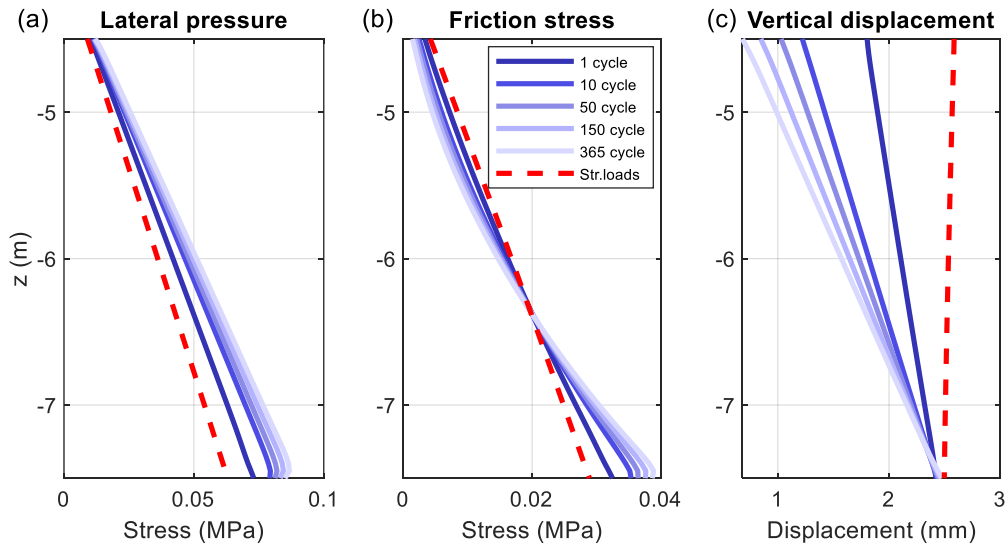 (a) Lateral pressure
(b) Friction stress
(c) Vertical displacement
z (m)
-5
-6
-7
0 0.05 0.1
Stress (MPa)
-5
-6
-7
0 0.02 0.04
Stress (MPa)
1 cycle
10 cycle
50 cycle
150 cycle
365 cycle
Str.loads
-5
-6
-7
1 2 3
Displacement (mm)